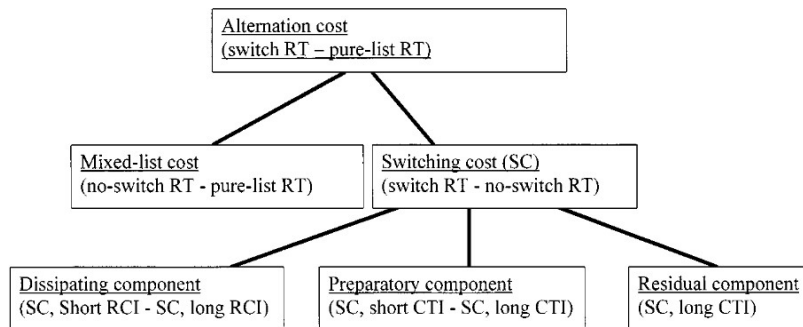 Alternation cost
(switch RT – pure-list RT)
Mixed-list cost
(no-switch RT - pure-list RT)
Switching cost (SC)
(switch RT - no-switch RT)
Dissipating component
(SC, Short RCI - SC, long RCI)
Preparatory component
(SC, short CTI - SC, long CTI)
Residual component
(SC, long CTI)